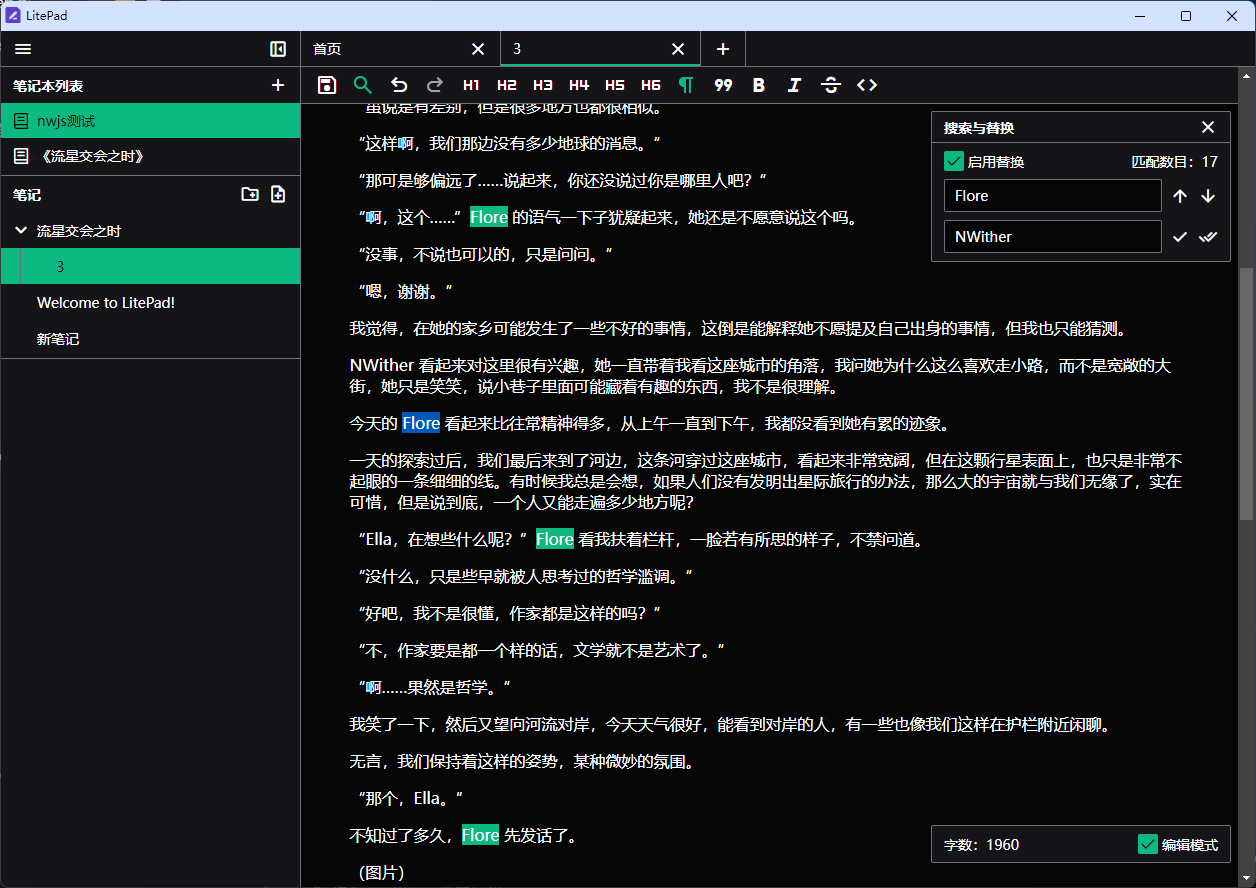 LitePad
首页
3
笔记本列表
H1 H2 H3 H4 H5 H6
nwjs测试
《流星交会之时》
笔记
流星交会之时
3
Welcome to LitePad!
新笔记
虽说是有差别，但是很多地方也都很相似。
“这样啊，我们那边没有多少地球的消息。”
“那可是够偏远了……说起来，你还没说过你是哪里人吧？”
“啊，这个……” Flore 的语气一下子犹疑起来，她还是不愿意说这个吗。
“没事，不说也可以的，只是问问。”
“嗯，谢谢。”
我觉得，在她的家乡可能发生了一些不好的事情，这倒是能解释她不愿提及自己出身的事情，但我也只能猜测。
NWither 看起来对这里很有兴趣，她一直带着我看这座城市的角落，我问她为什么这么喜欢走小路，而不是宽敞的大
街，她只是笑笑，说小巷子里面可能藏着有趣的东西，我不是很理解。
今天的 Flore 看起来比往常精神得多，从上午一直到下午，我都没看到她有累的迹象。
一天的探索过后，我们最后来到了河边，这条河穿过这座城市，看起来非常宽阔，但在这颗行星表面上，也只是非常不
起眼的一条细细的线。有时候我总是会想，如果人们没有发明出星际旅行的办法，那么大的宇宙就与我们无缘了，实在
可惜，但是说到底，一个人又能走遍多少地方呢？
“Ella，在想些什么呢？” Flore 看我扶着栏杆，一脸若有所思的样子，不禁问道。
“没什么，只是些早就被人思考过的哲学滥调。”
“好吧，我不是很懂，作家都是这样的吗？”
“不，作家要是都一个样的话，文学就不是艺术了。”
“啊……果然是哲学。”
我笑了一下，然后又望向河流对岸，今天天气很好，能看到对岸的人，有一些也像我们这样在护栏附近闲聊。
无言，我们保持着这样的姿势，某种微妙的氛围。
“那个，Ella。”
不知过了多久，Flore 先发话了。
（图片）
搜索与替换
启用替换
匹配数目：17
Flore
NWither
字数：1960
编辑模式